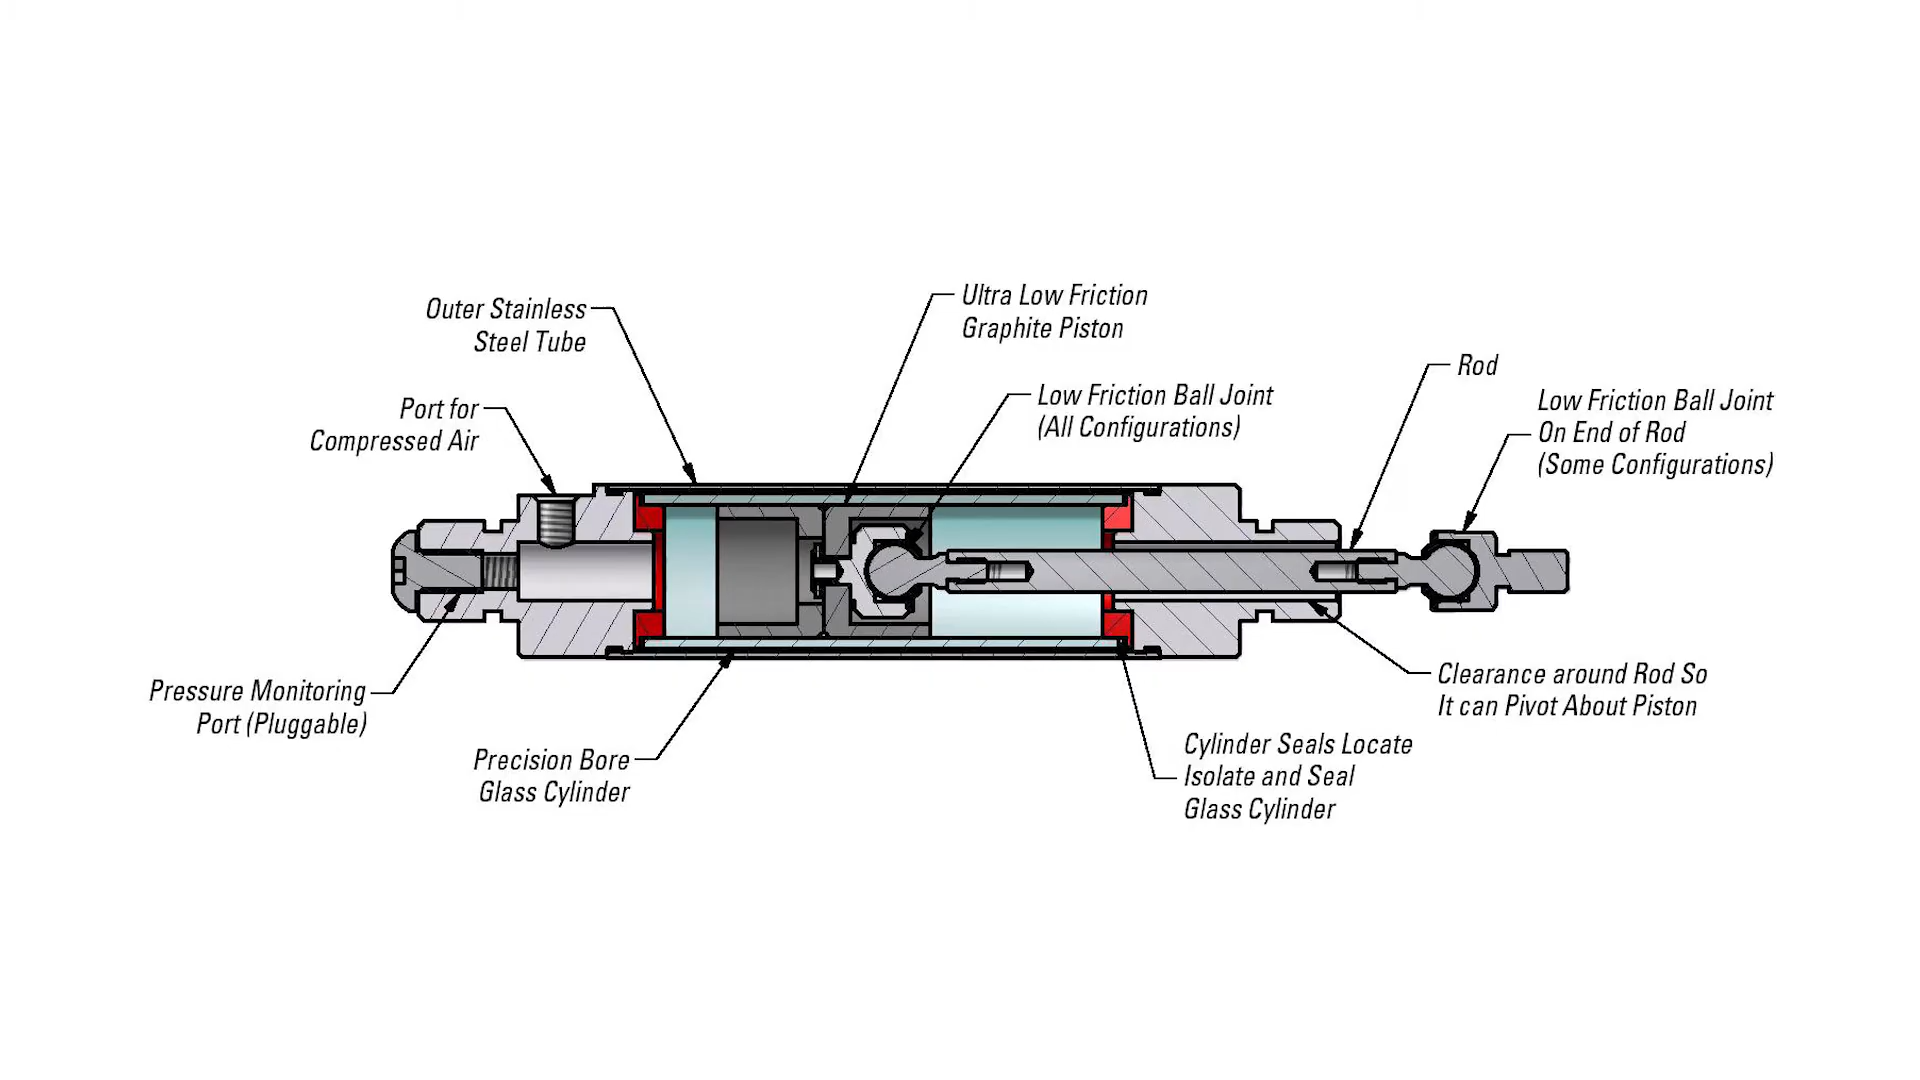 Outer Stainless
Steel Tube
Ultra Low Friction
Graphite Piston
Rod
Port for
Compressed Air
Low Friction Ball Joint
(All Configurations)
Low Friction Ball Joint
On End of Rod
(Some Configurations)
Pressure Monitoring
Port (Pluggable)
Precision Bore
Glass Cylinder
Clearance around Rod So
It can Pivot About Piston
Cylinder Seals Locate
Isolate and Seal
Glass Cylinder